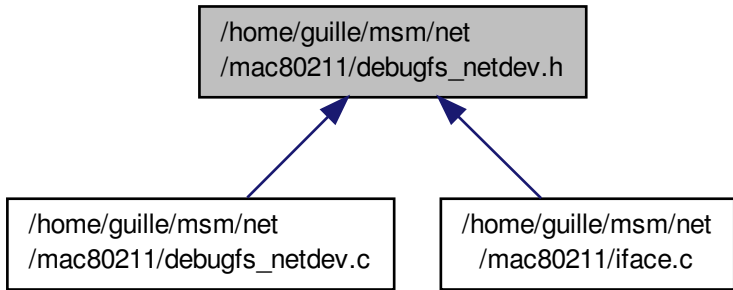 /home/guille/msm/net
/mac80211/debugfs_netdev.h
/home/guille/msm/net
/mac80211/debugfs_netdev.c
/home/guille/msm/net
/mac80211/iface.c